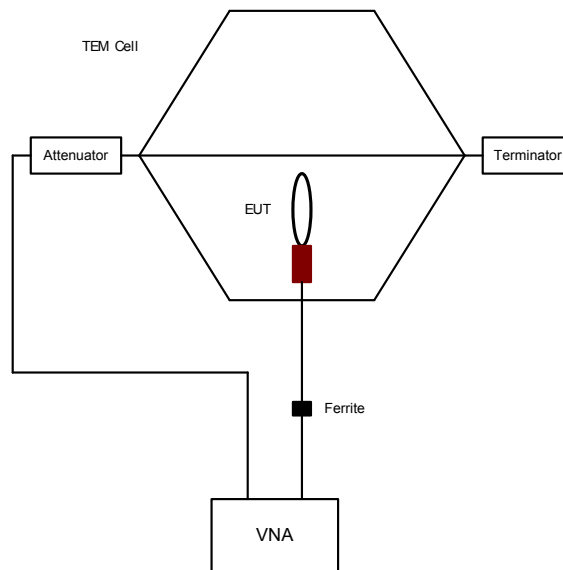 TEM Cell
Attenuator
Terminator
EUT
Ferrite
VNA